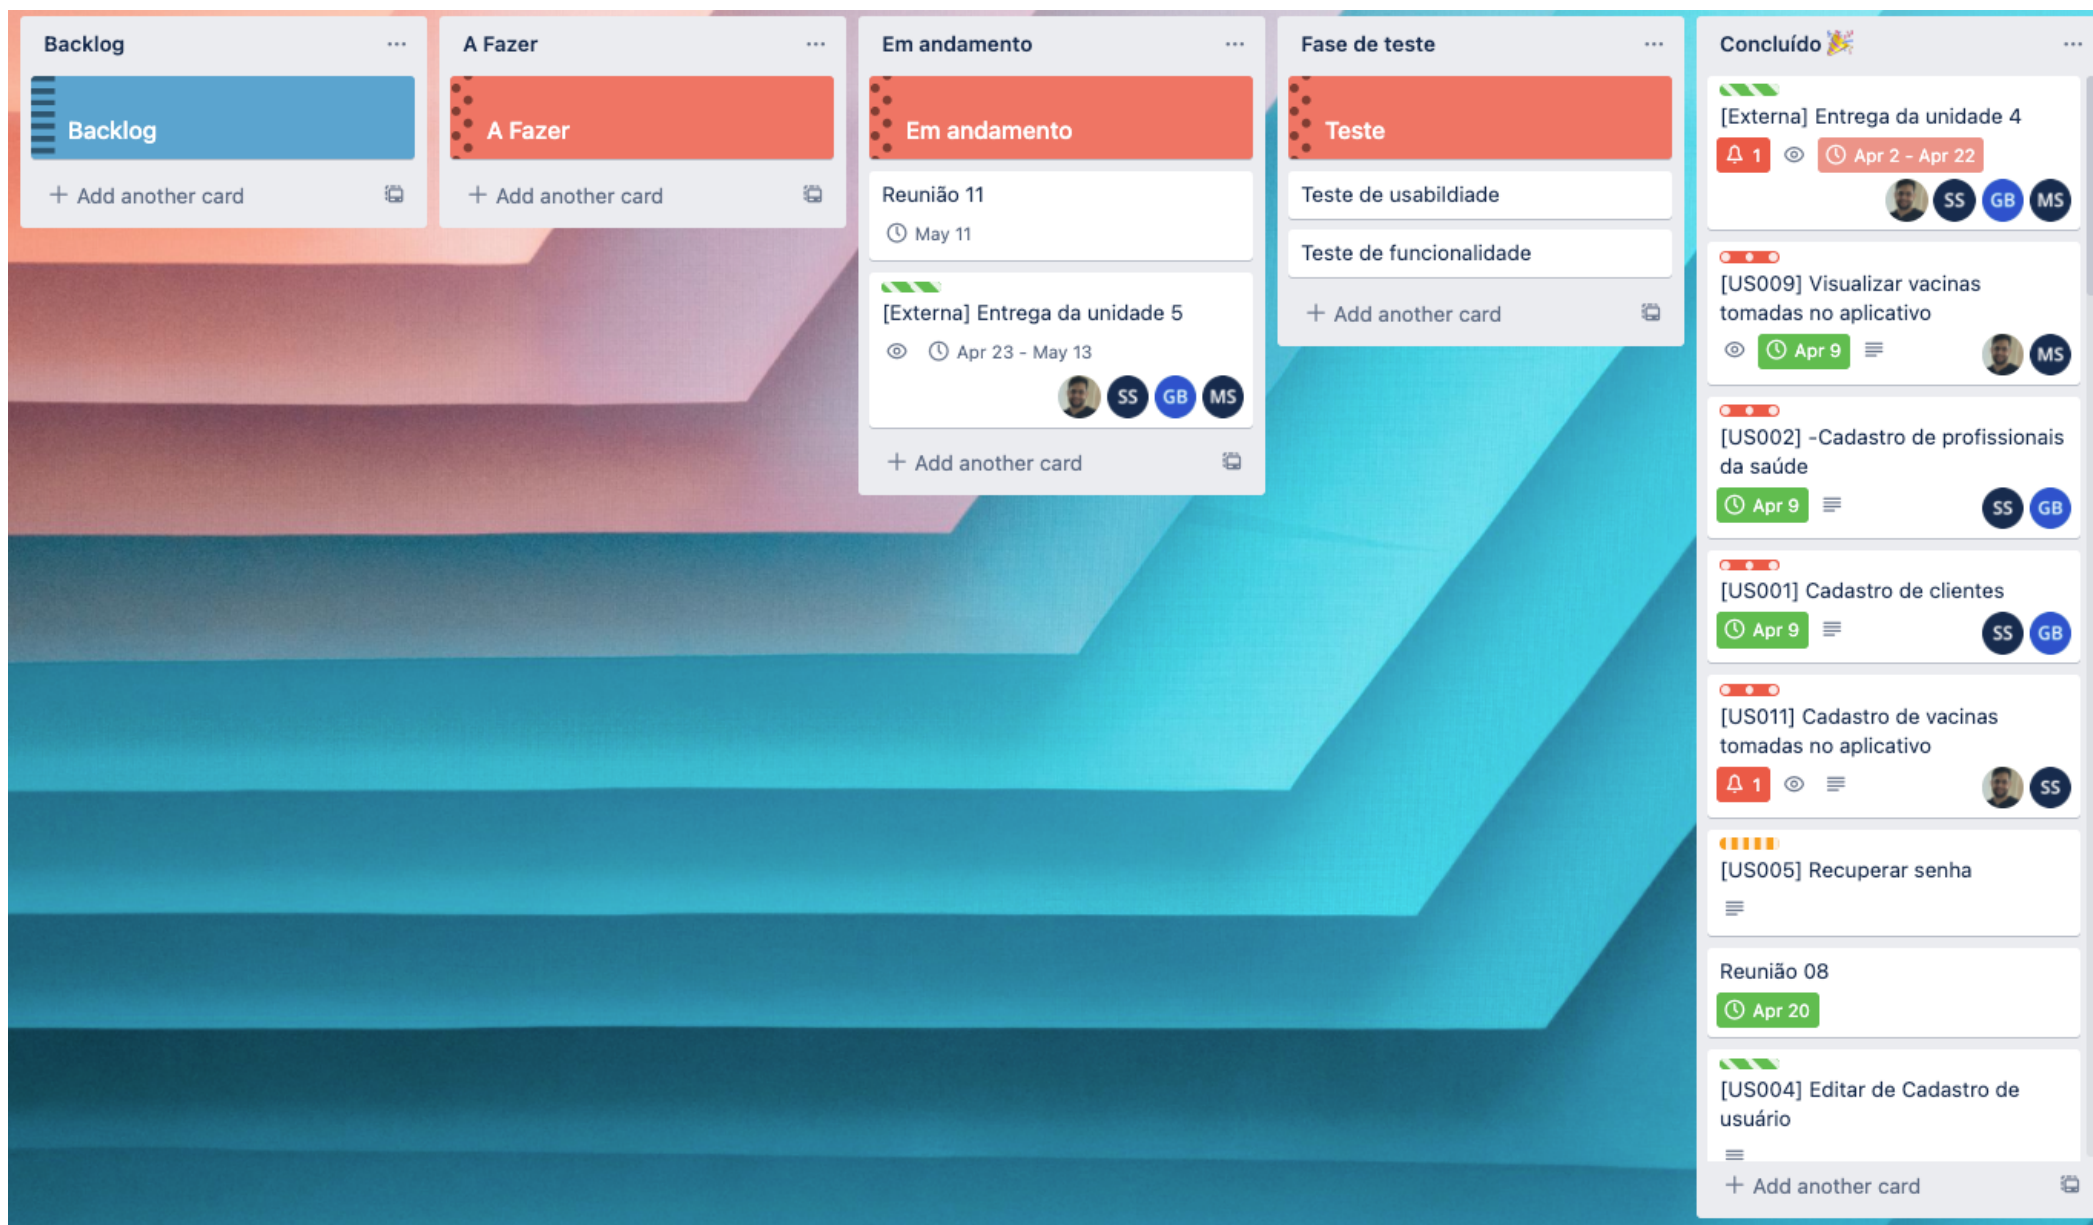 Backlog
Backlog
Add another card
A Fazer
A Fazer
Add another card
Em andamento
Em andamento
Reunião 11
May 11
[Externa] Entrega da unidade 5
Apr 23 - May 13
SS GB MS
Add another card
Fase de teste
Teste
Teste de usabildiade
Teste de funcionalidade
Add another card
Concluído 🎉
[Externa] Entrega da unidade 4
1 Apr 2 - Apr 22
SS GB MS
[US009] Visualizar vacinas
tomadas no aplicativo
Apr 9 MS
[US002] -Cadastro de profissionais
da saúde
Apr 9 SS GB
[US001] Cadastro de clientes
Apr 9 SS GB
[US011] Cadastro de vacinas
tomadas no aplicativo
1 SS
[US005] Recuperar senha
Reunião 08
Apr 20
[US004] Editar de Cadastro de
usuário
Add another card